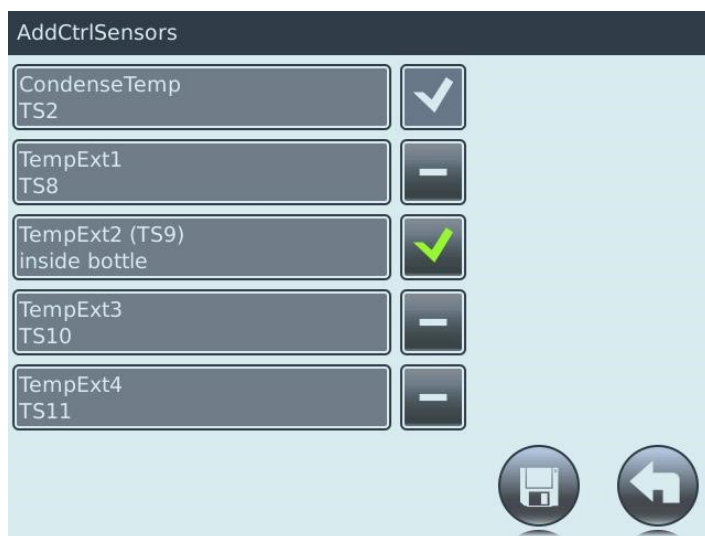 AddCtrlSensors
CondenseTemp
TS2
TempExt1
TS8
TempExt2 (TS9)
inside bottle
TempExt3
TS10
TempExt4
TS11